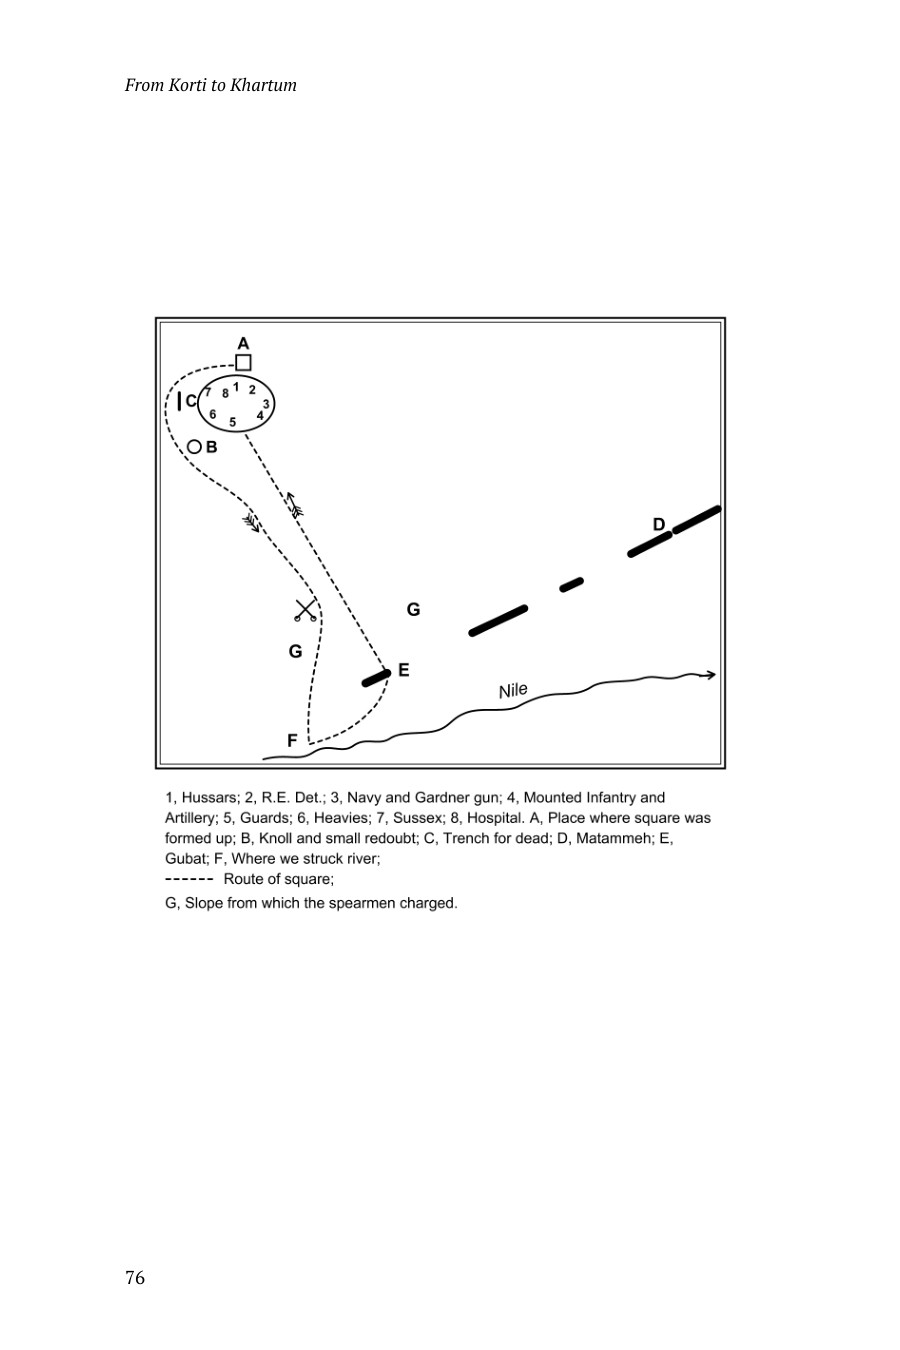 From Korti to Khartum
A
7 8 1 2
C
3
6
4
5
B
D
G
G
E
Nile
F
1, Hussars; 2, R.E. Det.; 3, Navy and Gardner gun; 4, Mounted Infantry and
Artillery; 5, Guards; 6, Heavies; 7, Sussex; 8, Hospital. A, Place where square was
formed up; B, Knoll and small redoubt; C, Trench for dead; D, Matammeh; E,
Gubat; F, Where we struck river;
------ Route of square;
G, Slope from which the spearmen charged.
76